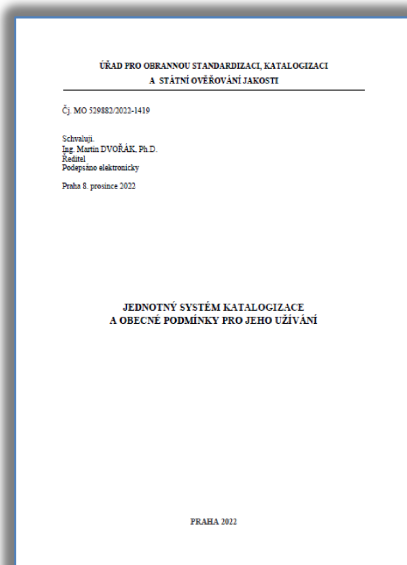 ÚŘAD PRO OBRANNOU STANDARDIZACI, KATALOGIZACI
A STÁTNÍ OVĚŘOVÁNÍ JAKOSTI
Čj. MO 529882/2022-1419
Schvaluji.
Ing. Martin DVOŘÁK, Ph.D.
Ředitel
Podepsáno elektronicky
Praha 8. prosince 2022
JEDNOTNÝ SYSTÉM KATALOGIZACE
A OBECNÉ PODMÍNKY PRO JEHO UŽÍVÁNÍ
PRAHA 2022